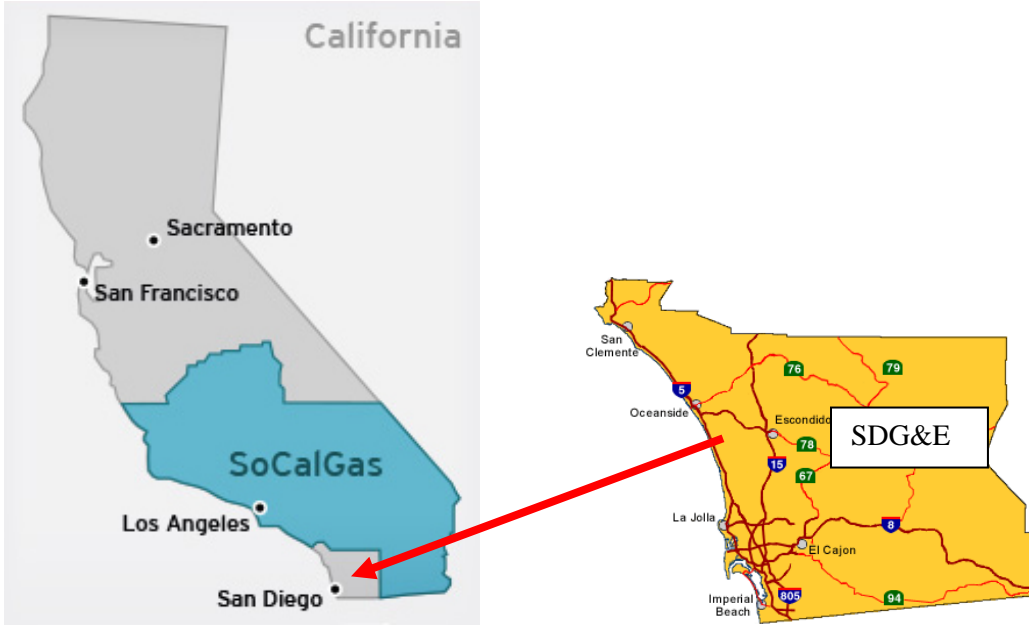 California
Sacramento
San Francisco
SoCalGas
Los Angeles
San Diego
San
Clemente
76
79
5
Oceanside
Escondido
SDG&E
78
15
67
La Jolla
8
El Cajon
Imperial
Beach
805
94